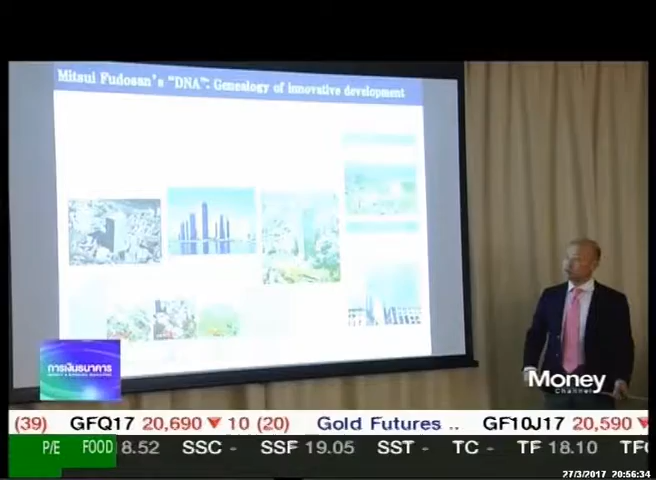 Mitsui Fudosan's "DNA": Genealogy of innovative development
การเงินธนาคาร
Money
Channel
(39) GFQ17 20,690 ▼ 10 (20) Gold Futures .. GF10J17 20,590 ▼
P/E FOOD 8.52 SSC - SSF 19.05 SST - TC - TF 18.10
27/3/2017 20:56:34